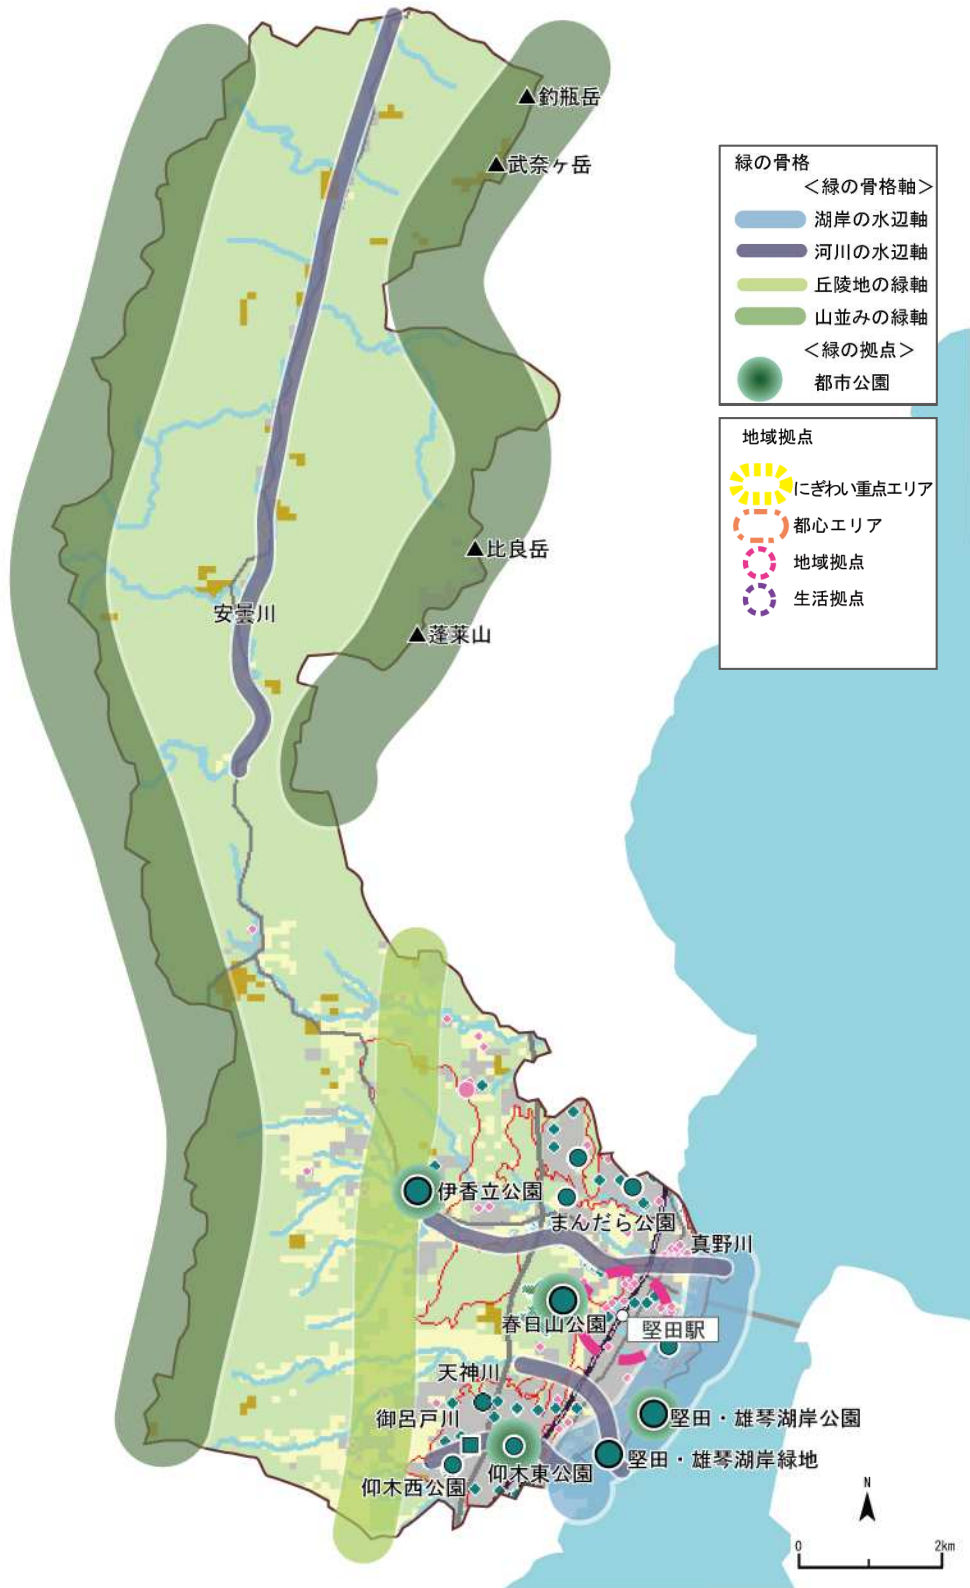 釣瓶岳
武奈ヶ岳
緑の骨格
＜緑の骨格軸＞
湖岸の水辺軸
河川の水辺軸
丘陵地の緑軸
山並みの緑軸
＜緑の拠点＞
都市公園
地域拠点
にぎわい重点エリア
都心エリア
地域拠点
生活拠点
比良岳
安曇川
蓬莱山
伊香立公園
まんだら公園
真野川
春日山公園
堅田駅
天神川
御呂戸川
堅田・雄琴湖岸公園
堅田・雄琴湖岸緑地
仰木東公園
仰木西公園
N
0 2km